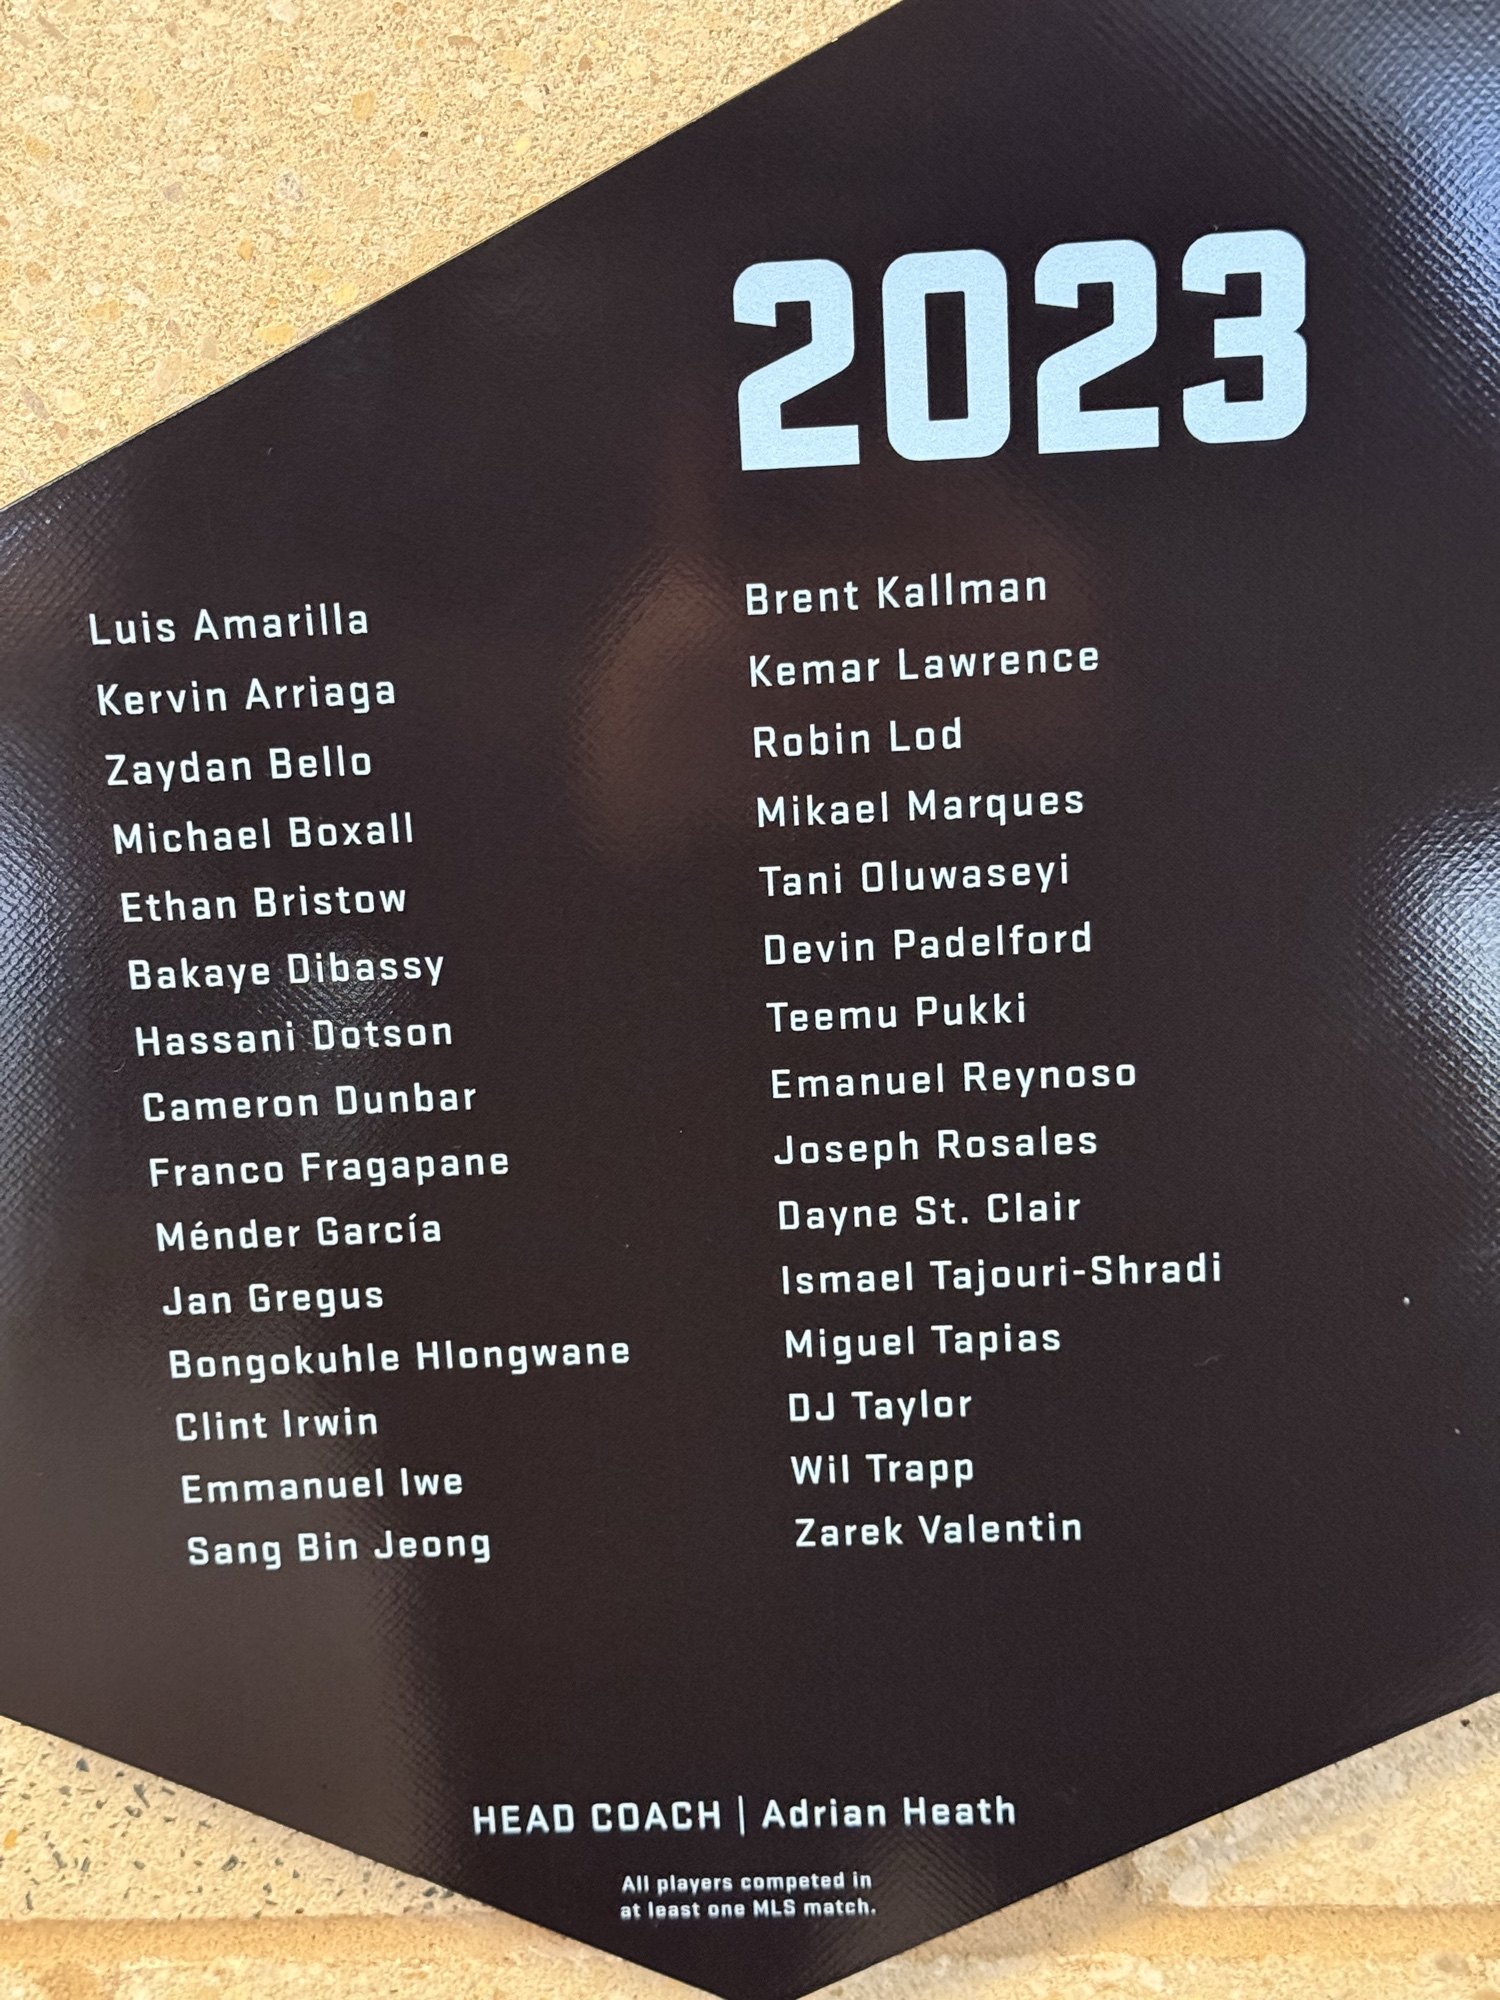 2023
Luis Amarilla
Kervin Arriaga
Zaydan Bello
Michael Boxall
Ethan Bristow
Bakaye Dibassy
Hassani Dotson
Cameron Dunbar
Franco Fragapane
Ménder García
Jan Gregus
Bongokuhle Hlongwane
Clint Irwin
Emmanuel Iwe
Sang Bin Jeong
Brent Kallman
Kemar Lawrence
Robin Lod
Mikael Marques
Tani Oluwaseyi
Devin Padelford
Teemu Pukki
Emanuel Reynoso
Joseph Rosales
Dayne St. Clair
Ismael Tajouri-Shradi
Miguel Tapias
DJ Taylor
Wil Trapp
Zarek Valentin
HEAD COACH | Adrian Heath
All players competed in
at least one MLS match.